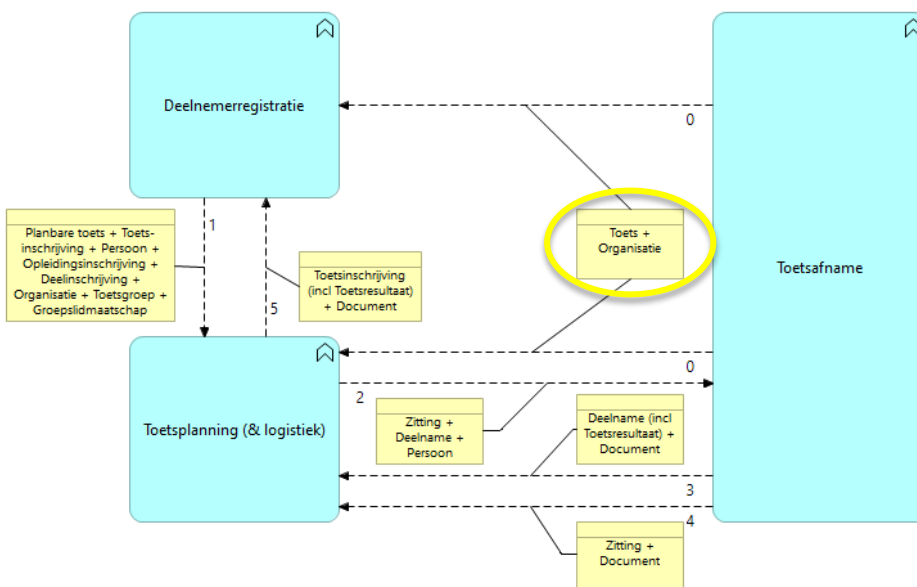 Deelnemerregistratie
0
Toetsafname
1
Planbare toets + Toets-
inschrijving + Persoon +
Opleidingsinschrijving +
Deelinschrijving +
Organisatie + Toetsgroep +
Groepslidmaatschap
Toetsinschrijving
(incl Toetsresultaat)
+ Document
5
Toets +
Organisatie
Toetsplanning (& logistiek)
0
2
Zitting +
Deelname +
Persoon
Deelname (incl
Toetsresultaat) +
Document
3
4
Zitting +
Document